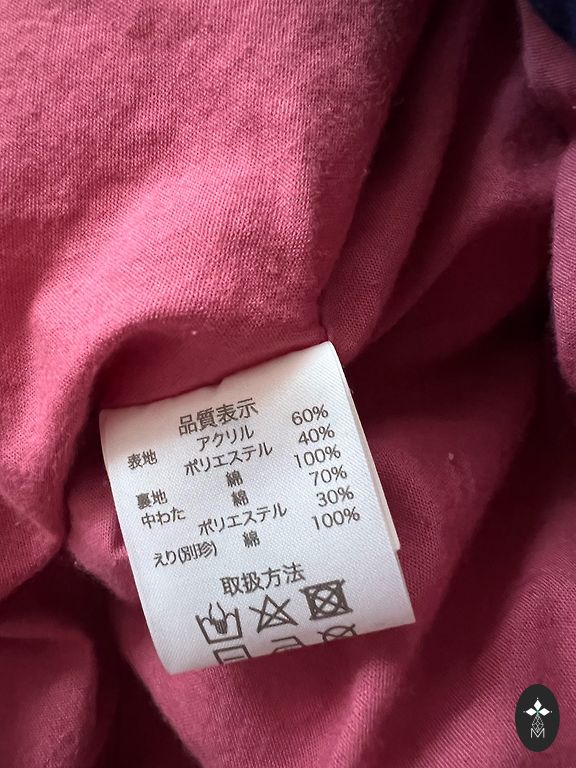 品質表示
表地 アクリル 60%
ポリエステル 40%
裏地 綿 100%
中わた 綿 70%
ポリエステル 30%
えり(別珍) 綿 100%
取扱方法
M